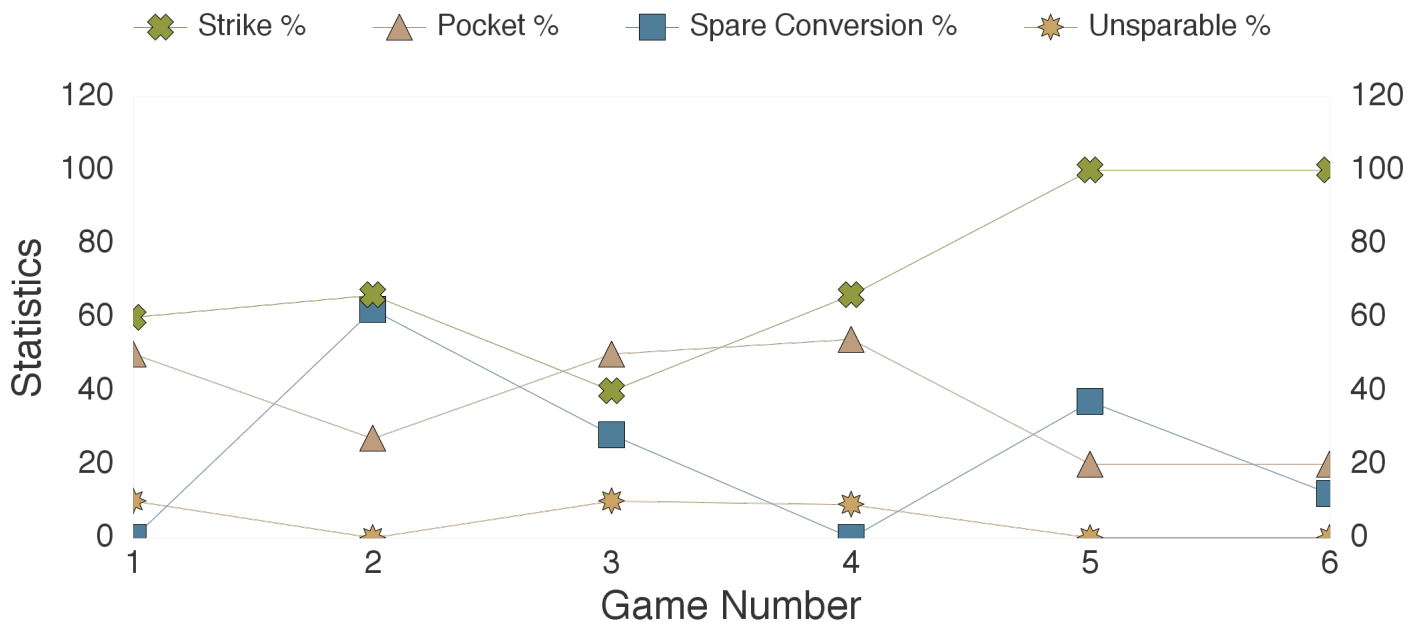 Strike % Pocket % Spare Conversion % Unsparable %
120 120
100 100
80 80
60 60
40 40
20 20
0 0
1 2 3 4 5 6
Statistics
Game Number